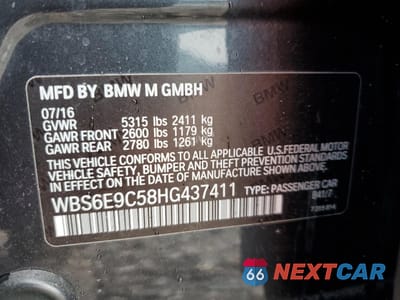 MFD BY BMW M GMBH
07/16
GVWR 5315 lbs 2411 kg
GAWR FRONT 2600 lbs 1179 kg
GAWR REAR 2780 lbs 1261 kg
THIS VEHICLE CONFORMS TO ALL APPLICABLE U.S.FEDERAL MOTOR
VEHICLE SAFETY, BUMPER, AND THEFT PREVENTION STANDARDS
IN EFFECT ON THE DATE OF MANUFACTURE SHOWN ABOVE.
WBS6E9C58HG437411 TYPE: PASSENGER CAR
B41/7
66 NEXTCAR